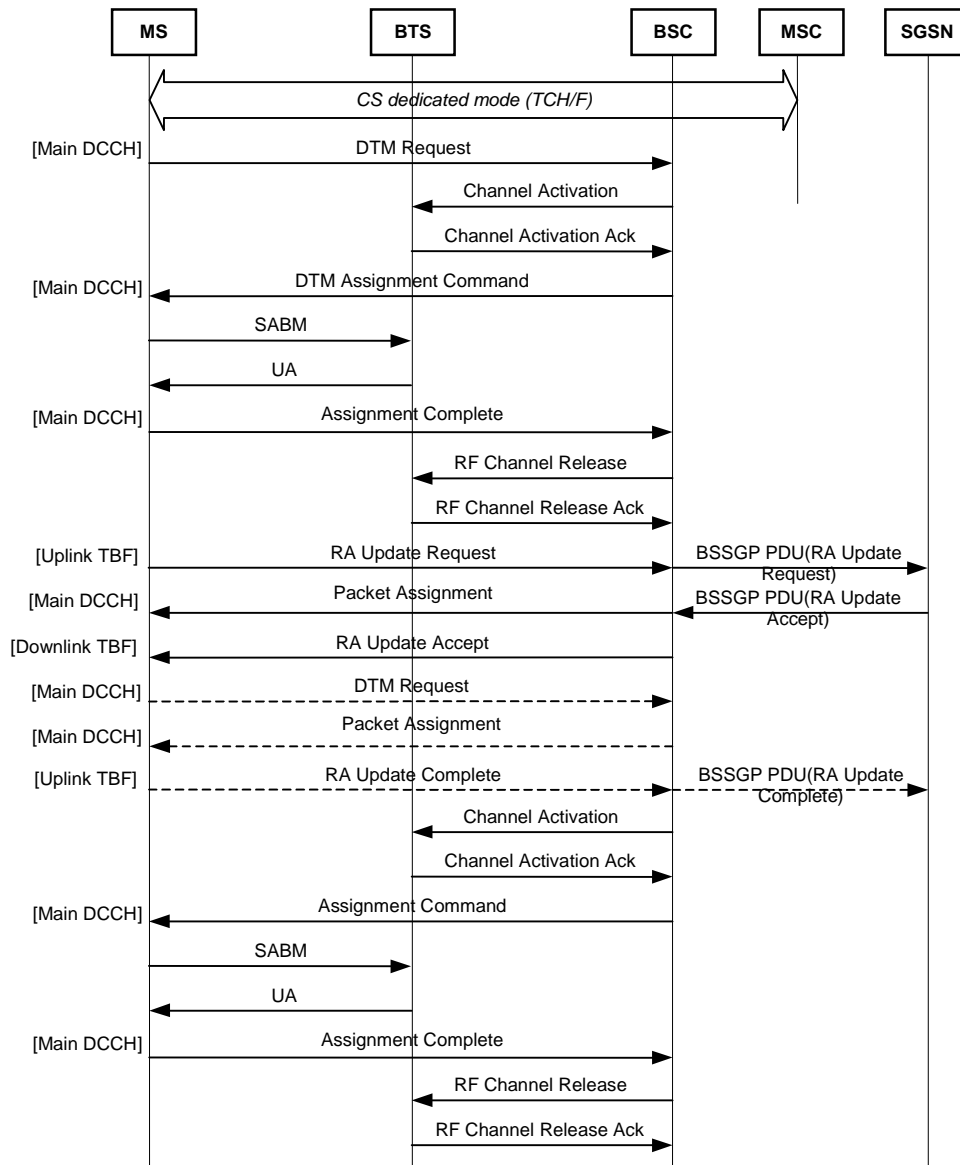 MS
BTS
BSC
MSC
SGSN
CS dedicated mode (TCH/F)
[Main DCCH]
DTM Request
Channel Activation
Channel Activation Ack
[Main DCCH]
DTM Assignment Command
SABM
UA
[Main DCCH]
Assignment Complete
RF Channel Release
RF Channel Release Ack
[Uplink TBF]
RA Update Request
BSSGP PDU(RA Update
Request)
[Main DCCH]
Packet Assignment
BSSGP PDU(RA Update
Accept)
[Downlink TBF]
RA Update Accept
[Main DCCH]
DTM Request
[Main DCCH]
Packet Assignment
[Uplink TBF]
RA Update Complete
BSSGP PDU(RA Update
Complete)
Channel Activation
Channel Activation Ack
[Main DCCH]
Assignment Command
SABM
UA
[Main DCCH]
Assignment Complete
RF Channel Release
RF Channel Release Ack